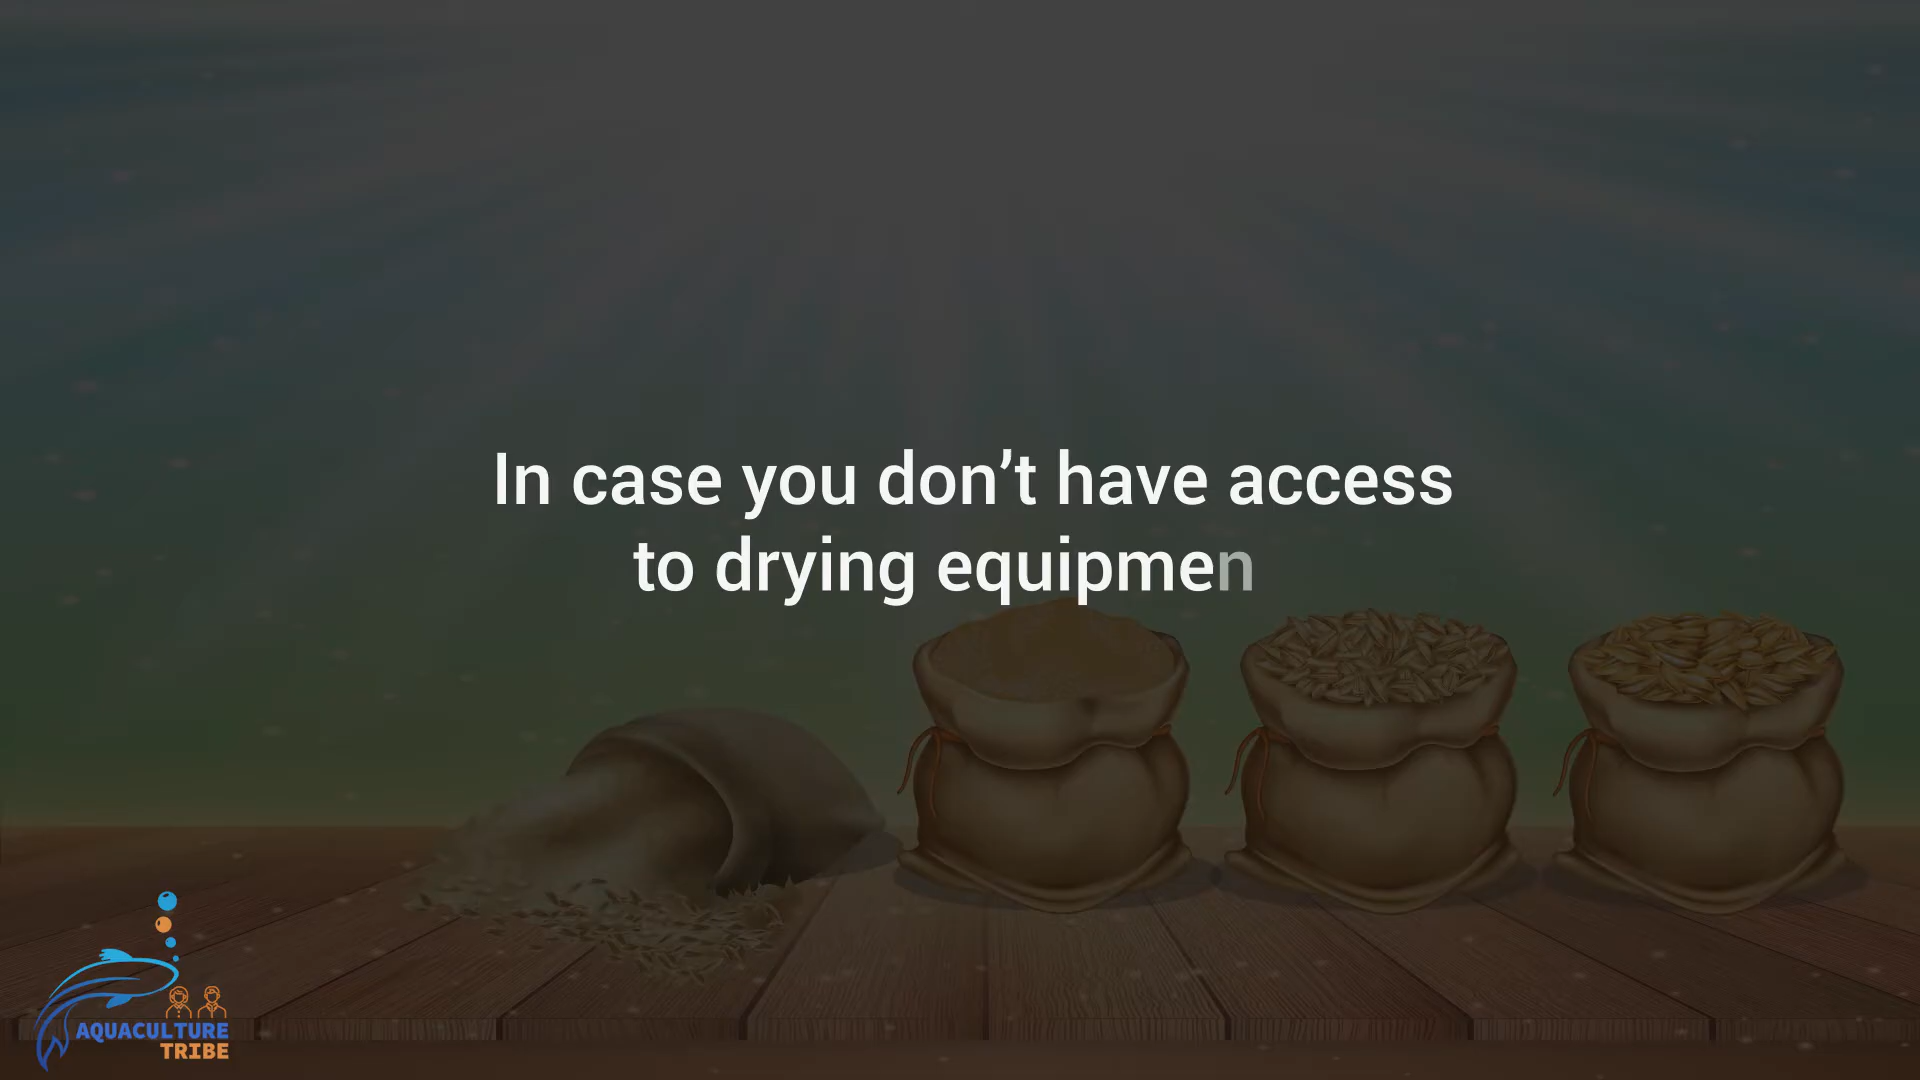 In case you don’t have access
to drying equipmen
AQUACULTURE
TRIBE